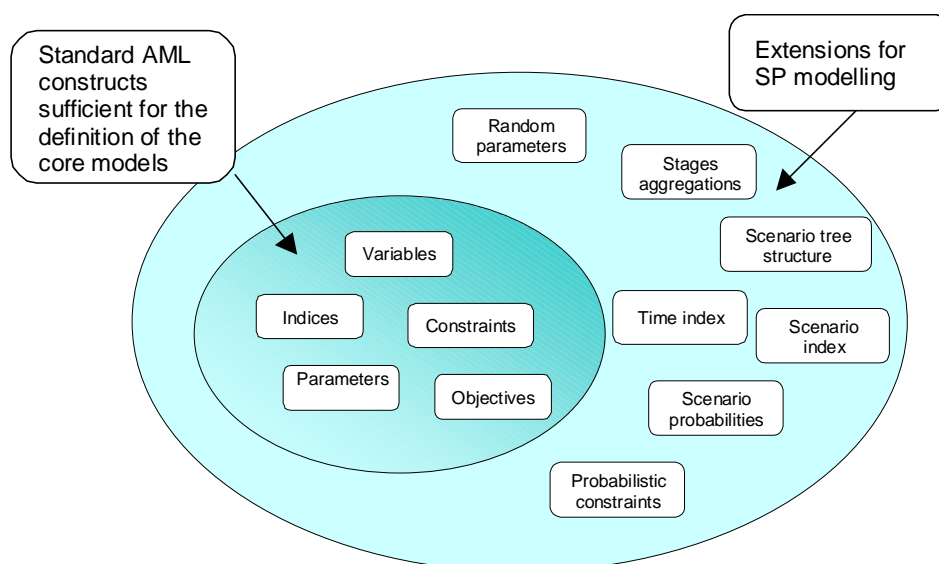 Standard AML
constructs
sufficient for the
definition of the
core models
Extensions for
SP modelling
Random
parameters
Stages
aggregations
Scenario tree
structure
Variables
Indices
Constraints
Time index
Scenario
index
Parameters
Objectives
Scenario
probabilities
Probabilistic
constraints